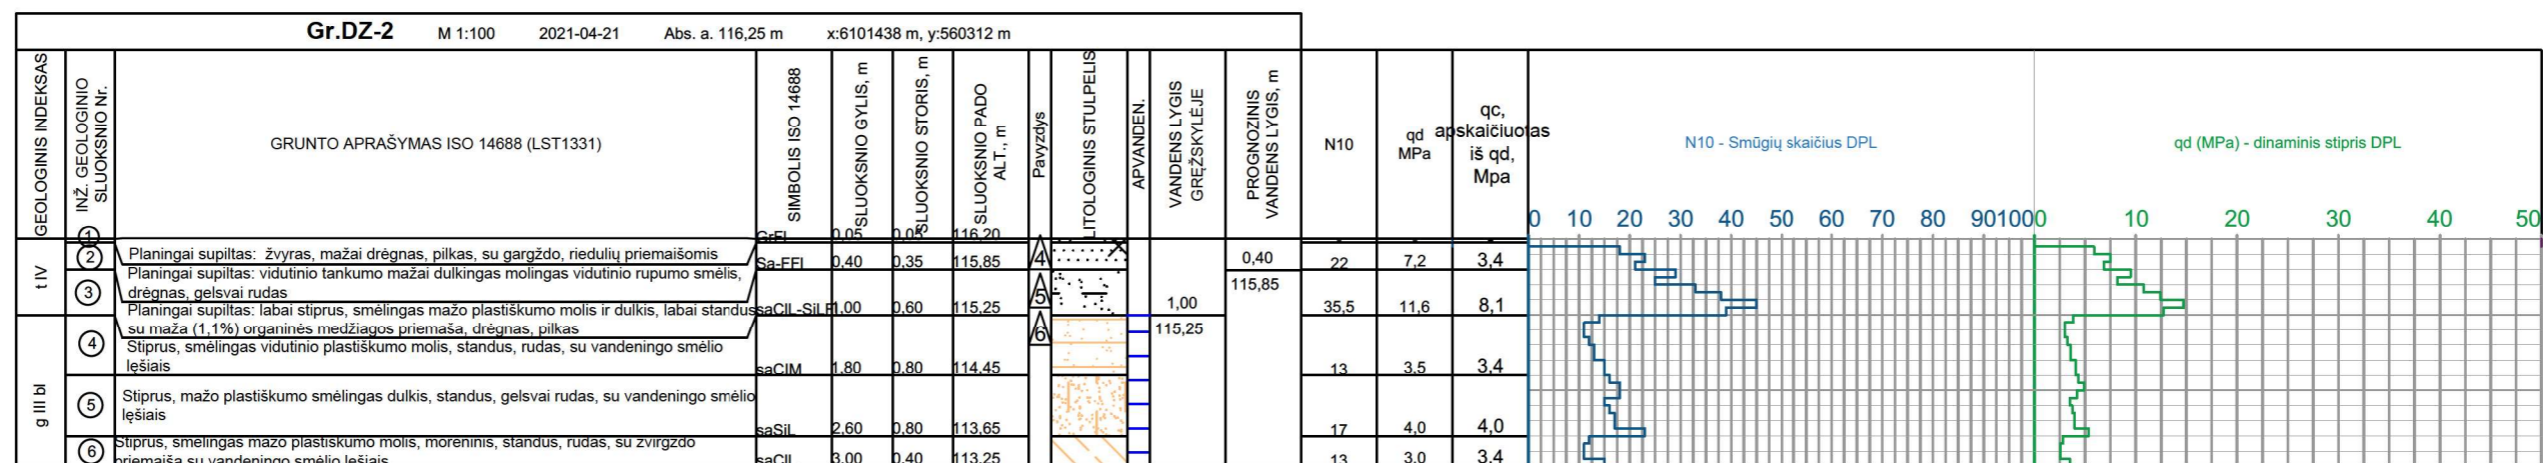 Gr.DZ-2 M 1:100 2021-04-21 Abs. a. 116,25 m x:6101438 m, y:560312 m
GEOLOGINIS INDEKSAS
INŽ. GEOLOGINIO
SLUOKSNIO Nr.
GRUNTO APRAŠYMAS ISO 14688 (LST1331)
SIMBOLIS ISO 14688
SLUOKSNIO GYLIS, m
SLUOKSNIO STORIS, m
SLUOKSNIO PADO
ALT., m
Pavyzdys
LITOLOGINIS STULPELIS
APVANDEN.
VANDENS LYGIS
GRĘŽSKYLĖJE
PROGNOZINIS
VANDENS LYGIS, m
N10
qd
MPa
qc,
apskaičiuotas
iš qd,
Mpa
N10 - Smūgių skaičius DPL
qd (MPa) - dinaminis stipris DPL
0 10 20 30 40 50 60 70 80 90 100
0 10 20 30 40 50
t IV
1 GrFl 0,05 0,05 116,20
2 Planingai supiltas: žvyras, mažai drėgnas, pilkas, su gargždo, riedulių priemaišomis
Sa-FFl 0,40 0,35 115,85 4 0,40 22 7,2 3,4
Planingai supiltas: vidutinio tankumo mažai dulkingas molingas vidutinio rupumo smėlis,
3 drėgnas, gelsvai rudas
5 115,85
Planingai supiltas: labai stiprus, smėlingas mažo plastiškumo molis ir dulkis, labai standus
saClL-SiLF 1,00 0,60 115,25 1,00 35,5 11,6 8,1
su maža (1,1%) organinės medžiagos priemaša, drėgnas, pilkas
6 115,25
g III bl
4 Stiprus, smėlingas vidutinio plastiškumo molis, standus, rudas, su vandeningo smėlio
lęšiais
saClM 1,80 0,80 114,45 13 3,5 3,4
5 Stiprus, mažo plastiškumo smėlingas dulkis, standus, gelsvai rudas, su vandeningo smėlio
lęšiais
saSiL 2,60 0,80 113,65 17 4,0 4,0
6 Stiprus, smėlingas mažo plastiškumo molis, moreninis, standus, rudas, su žvirgždo
priemaiša su vandeningo smėlio lęšiais
saClL 3,00 0,40 113,25 13 3,0 3,4